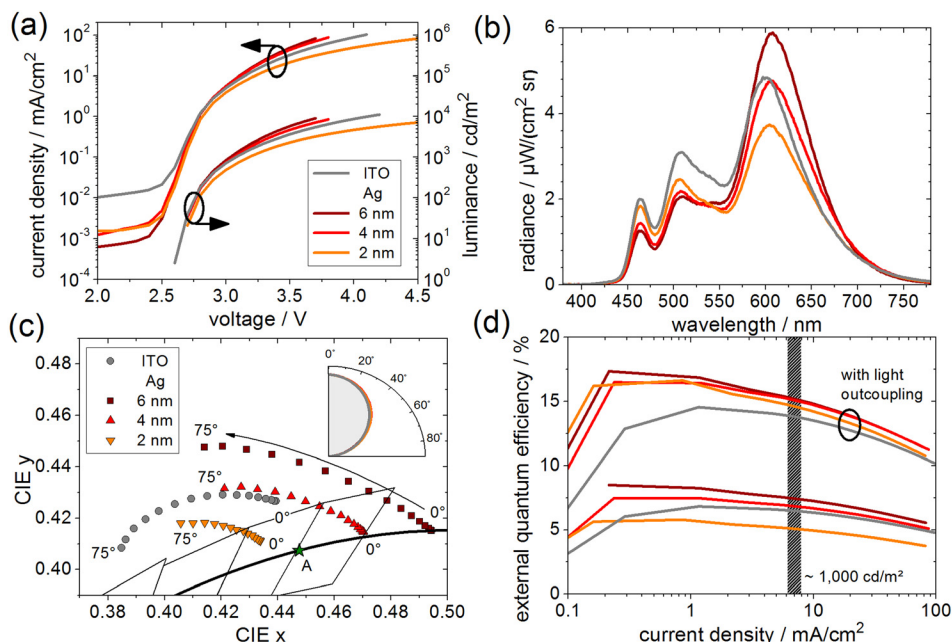 (a)
current density / mA/cm²
10²
10¹
10⁰
10⁻¹
10⁻²
10⁻³
10⁻⁴
2.0 2.5 3.0 3.5 4.0 4.5
voltage / V
10⁶
10⁵
10⁴
10³
10²
10¹
10⁰
luminance / cd/m²
ITO
Ag
6 nm
4 nm
2 nm
(b)
radiance / µW/(cm² sr)
6
4
2
0
400 450 500 550 600 650 700 750
wavelength / nm
(c)
CIE y
0.48
0.46
0.44
0.42
0.40
0.38 0.40 0.42 0.44 0.46 0.48 0.50
CIE x
ITO
Ag
6 nm
4 nm
2 nm
0° 20° 40° 60° 80°
75°
75°
75°
75°
0°
0°
0°
0°
A
(d)
external quantum efficiency / %
25
20
15
10
5
0
0.1 1 10 100
current density / mA/cm²
with light
outcoupling
~ 1,000 cd/m²